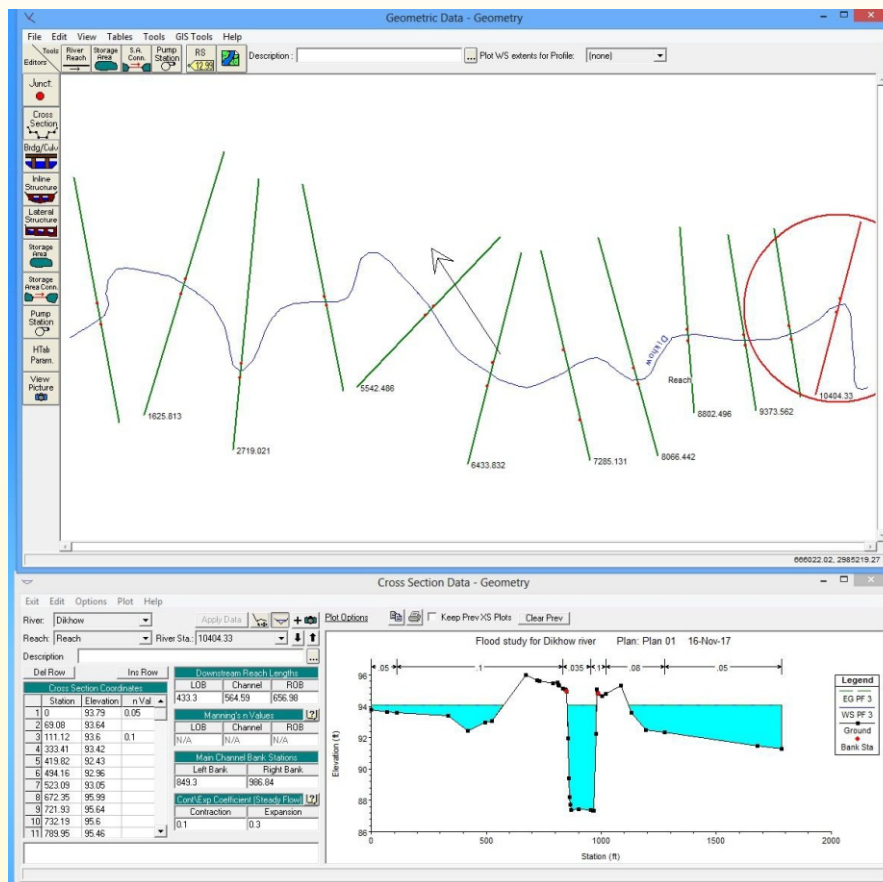 Geometric Data - Geometry
File Edit View Tables Tools GIS Tools Help
Tools
Editors
River
Reach
Storage
Area
S.A.
Conn.
Pump
Station
RS
12.99
Description :
...
Plot WS extents for Profile:
(none)
Junct.
Cross
Section
Brdg/Culv
Inline
Structure
Lateral
Structure
Storage
Area
Storage
Area Conn.
Pump
Station
HTab
Param.
View
Picture
1625.813
2719.021
5542.486
6433.832
7285.131
8066.442
Dikhow
Reach
8802.496
9373.562
10404.33
666022.02, 2985219.27
Cross Section Data - Geometry
Exit Edit Options Plot Help
River: Dikhow
Apply Data
Reach: Reach River Sta.: 10404.33
Description ...
Del Row Ins Row
Cross Section Coordinates
Station Elevation n Val
1 0 93.79 0.05
2 69.08 93.64
3 111.12 93.6 0.1
4 333.41 93.42
5 419.82 92.43
6 494.16 92.96
7 523.09 93.05
8 672.35 95.99
9 721.93 95.64
10 732.19 95.6
11 789.95 95.46
Downstream Reach Lengths
LOB Channel ROB
433.3 564.59 656.98
Manning's n Values ?
LOB Channel ROB
N/A N/A N/A
Main Channel Bank Stations
Left Bank Right Bank
849.3 986.84
Cont\Exp Coefficient (Steady Flow) ?
Contraction Expansion
0.1 0.3
Plot Options Keep Prev XS Plots Clear Prev
Flood study for Dikhow river Plan: Plan 01 16-Nov-17
.05 .1 .035 .1 .08 .05
96
94
92
90
88
86
Elevation (ft)
0 500 1000 1500 2000
Station (ft)
Legend
EG PF 3
WS PF 3
Ground
Bank Sta